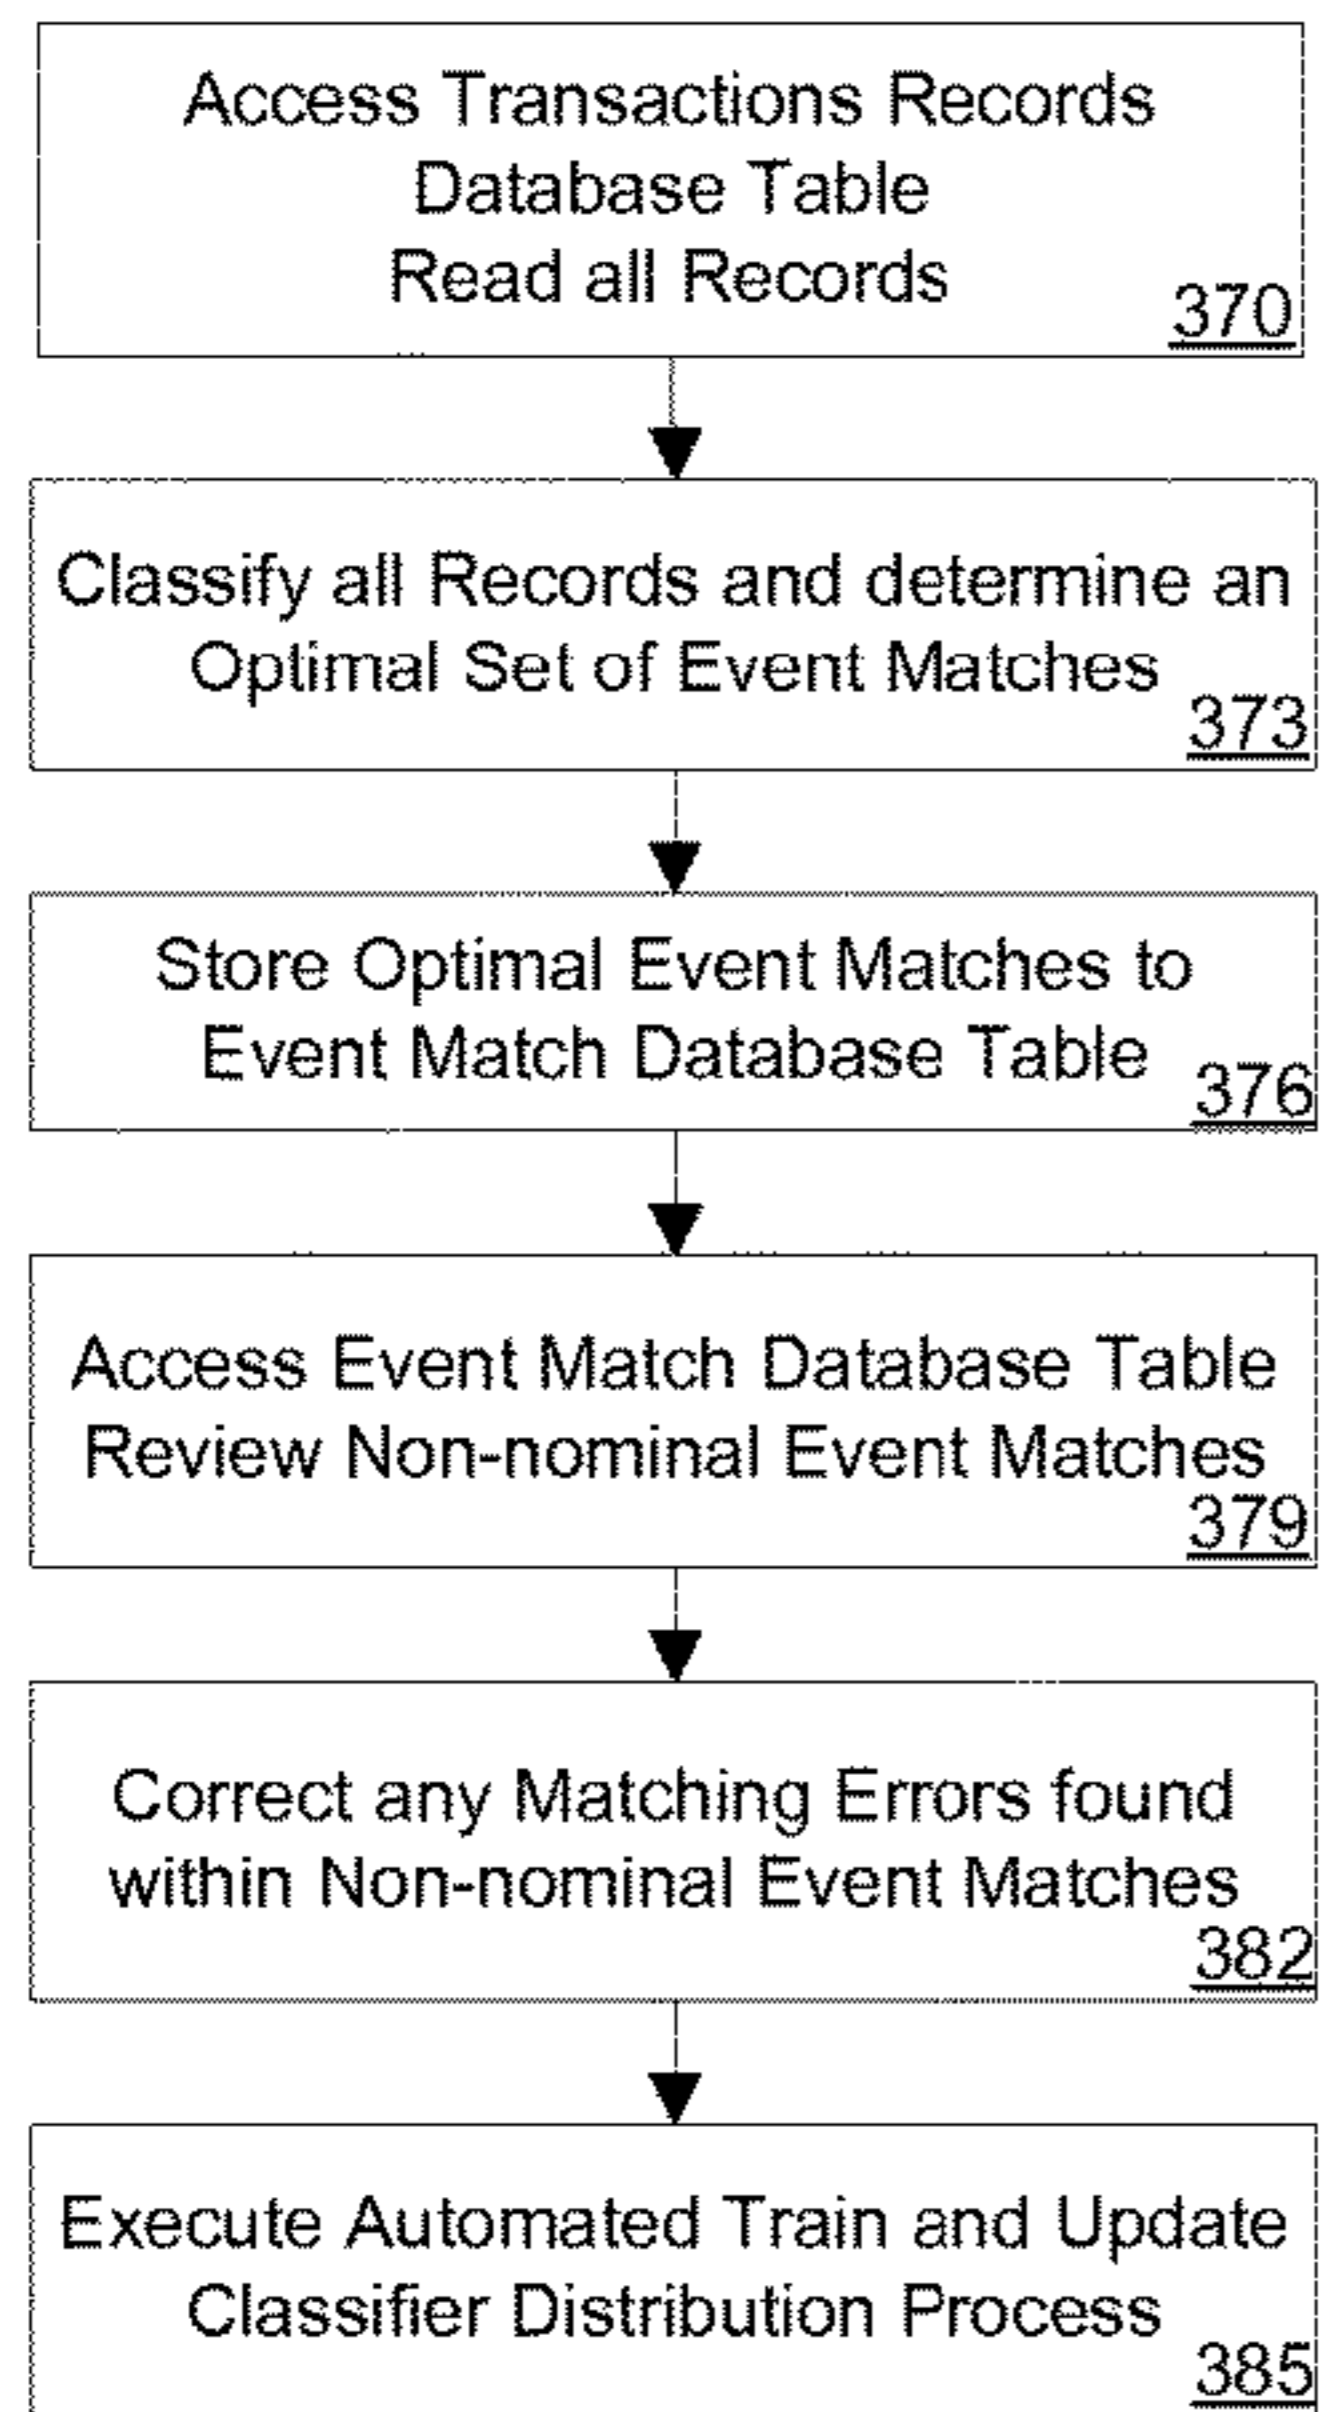 Access Transactions Records
Database Table
Read all Records
370
Classify all Records and determine an
Optimal Set of Event Matches
373
Store Optimal Event Matches to
Event Match Database Table
376
Access Event Match Database Table
Review Non-nominal Event Matches
379
Correct any Matching Errors found
within Non-nominal Event Matches
382
Execute Automated Train and Update
Classifier Distribution Process
385